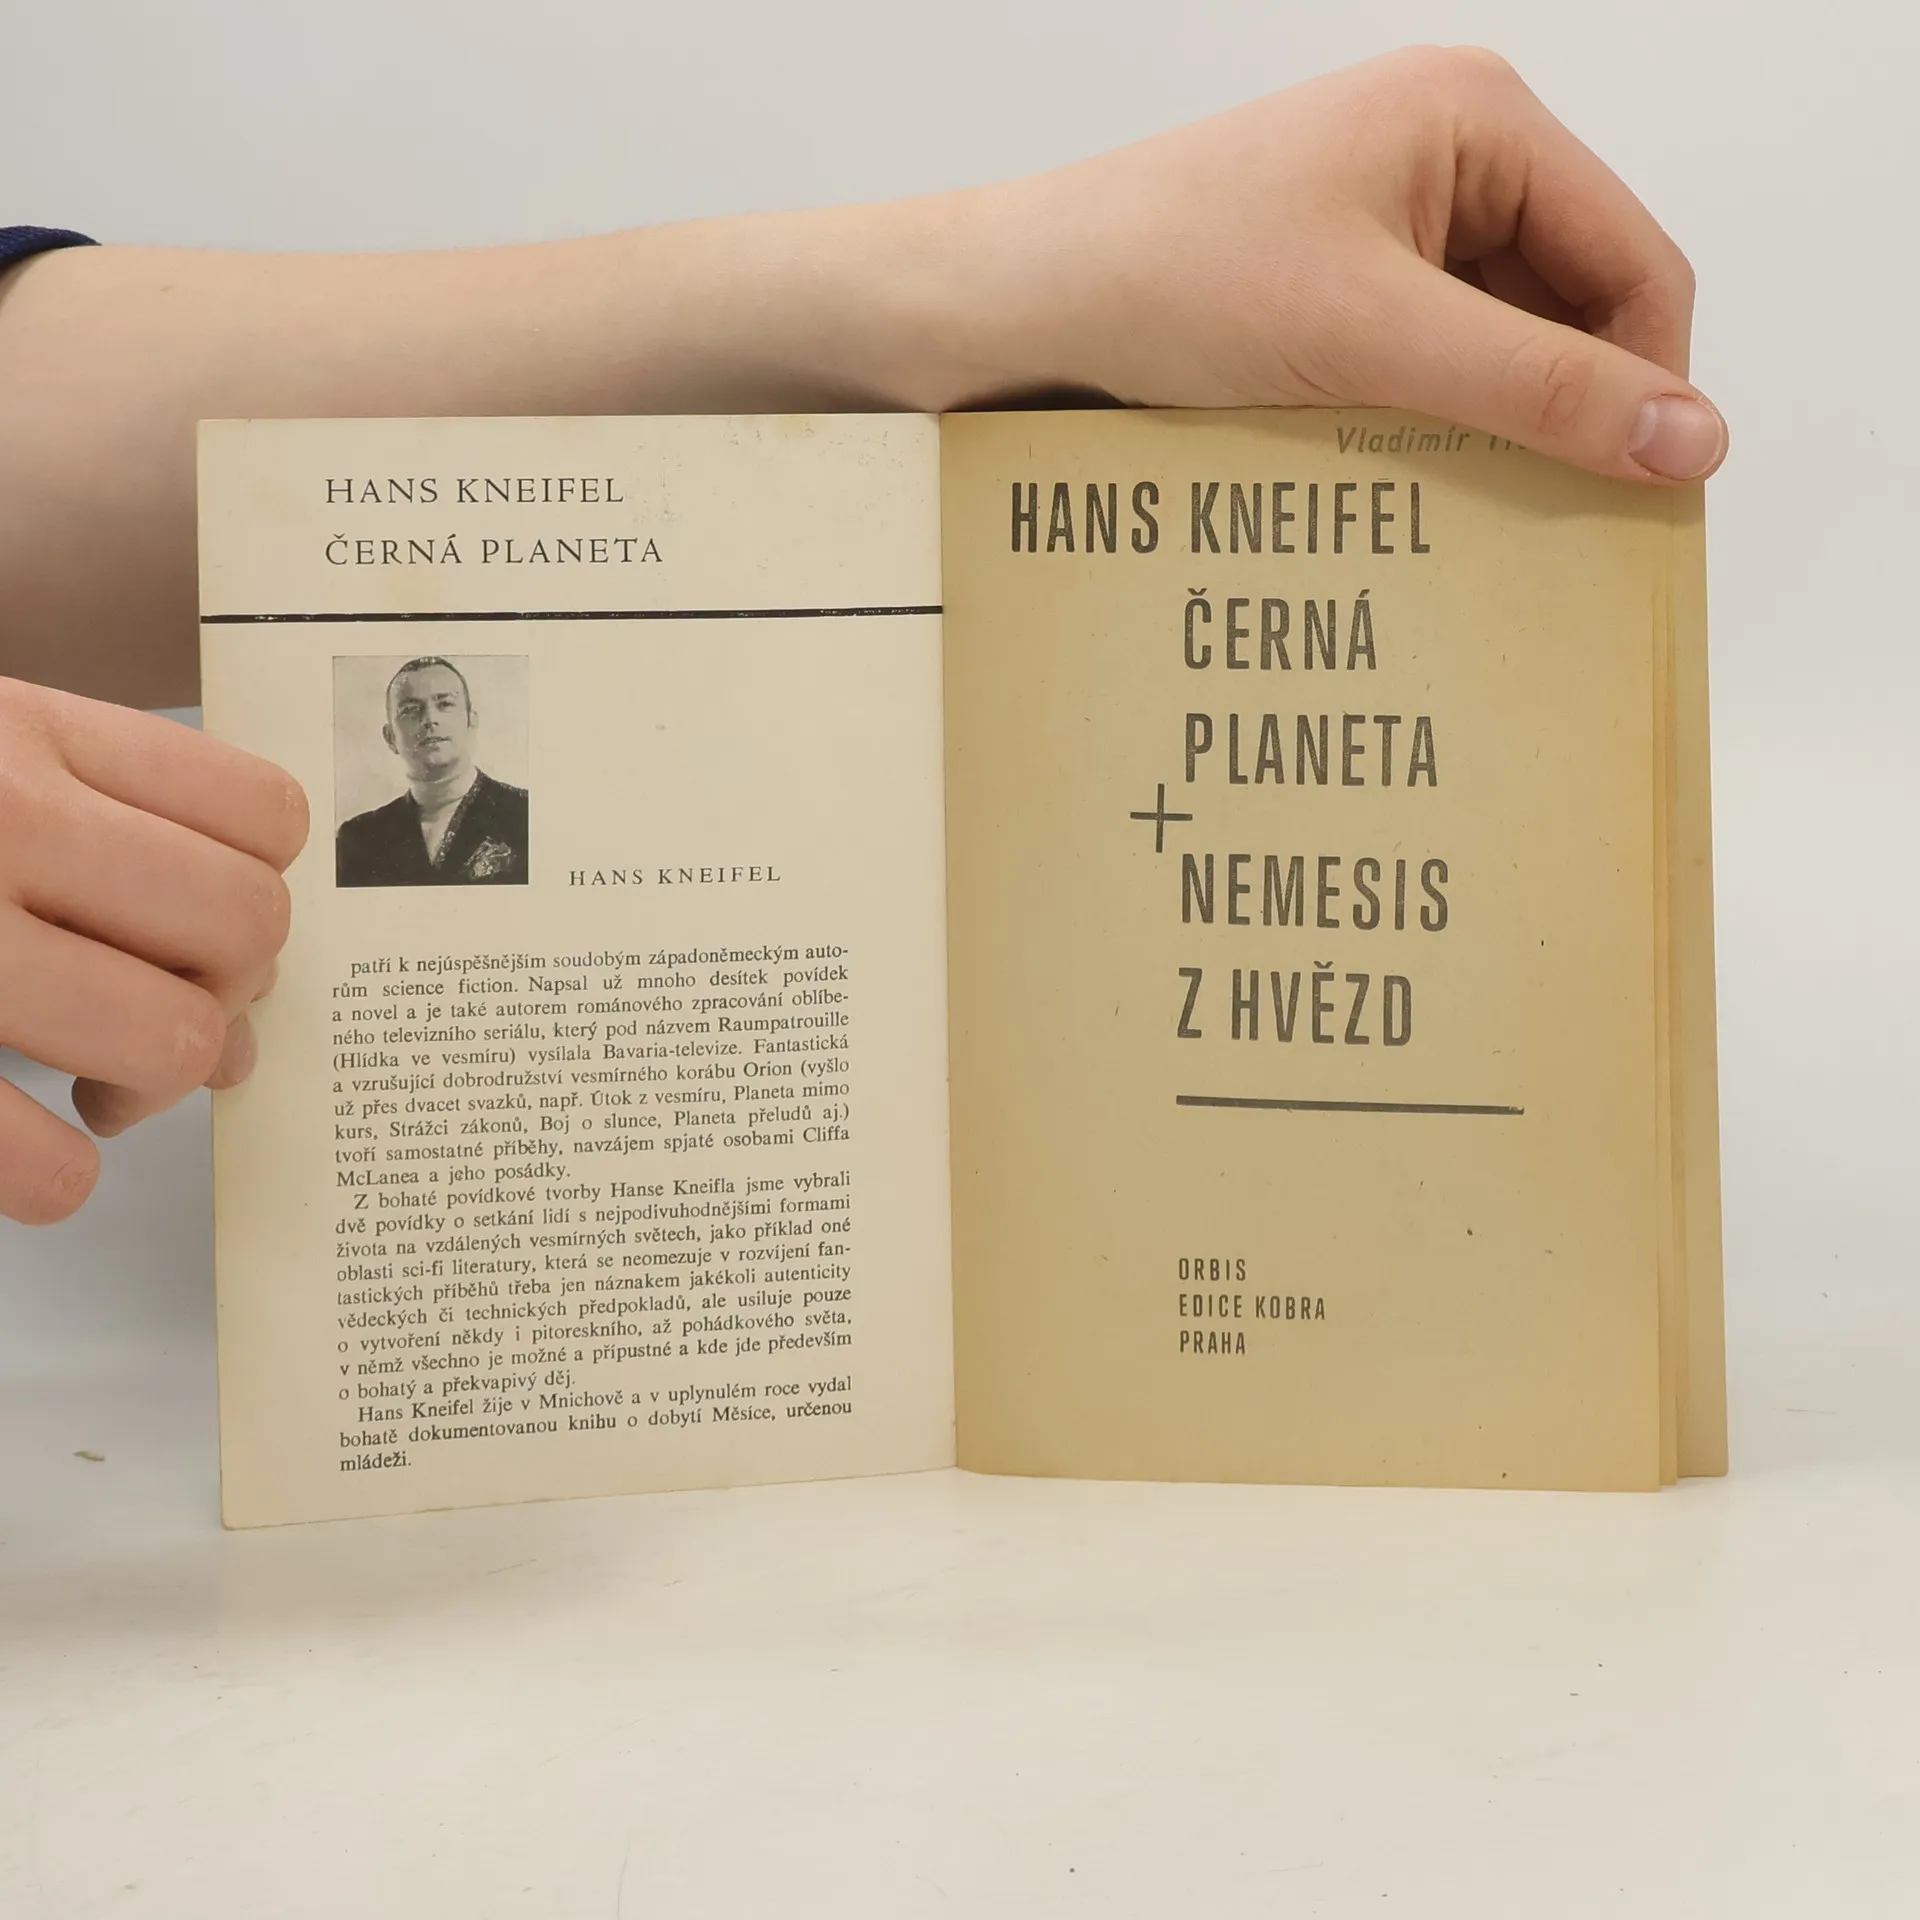 HANS KNEIFEL
ČERNÁ PLANETA
HANS KNEIFEL
patří k nejúspěšnějším soudobým západoněmeckým auto-
rům science fiction. Napsal už mnoho desítek povídek
a novel a je také autorem románového zpracování oblíbe-
ného televizního seriálu, který pod názvem Raumpatrouille
(Hlídka ve vesmíru) vysílala Bavaria-televize. Fantastická
a vzrušující dobrodružství vesmírného korábu Orion (vyšlo
už přes dvacet svazků, např. Útok z vesmíru, Planeta mimo
kurs, Strážci zákonů, Boj o slunce, Planeta přeludů aj.)
tvoří samostatné příběhy, navzájem spjaté osobami Cliffa
McLanea a jeho posádky.
Z bohaté povídkové tvorby Hanse Kneifla jsme vybrali
dvě povídky o setkání lidí s nejpodivuhodnějšími formami
života na vzdálených vesmírných světech, jako příklad oné
oblasti sci-fi literatury, která se neomezuje v rozvíjení fan-
tastických příběhů třeba jen náznakem jakékoli autenticity
vědeckých či technických předpokladů, ale usiluje pouze
o vytvoření někdy i pitoreskního, až pohádkového světa,
v němž všechno je možné a přípustné a kde jde především
o bohatý a překvapivý děj.
Hans Kneifel žije v Mnichově a v uplynulém roce vydal
bohatě dokumentovanou knihu o dobytí Měsíce, určenou
mládeži.
Vladimír
HANS KNEIFEL
ČERNÁ
PLANETA
+
NEMESIS
Z HVĚZD
ORBIS
EDICE KOBRA
PRAHA